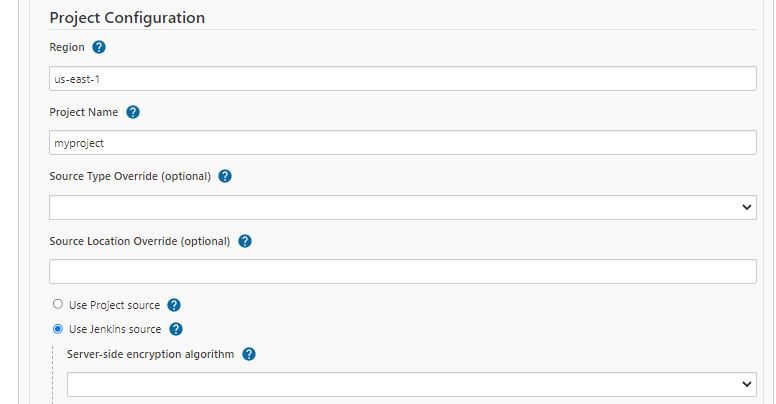 Project Configuration
Region ?
us-east-1
Project Name ?
myproject
Source Type Override (optional) ?
Source Location Override (optional) ?
Use Project source ?
Use Jenkins source ?
Server-side encryption algorithm ?